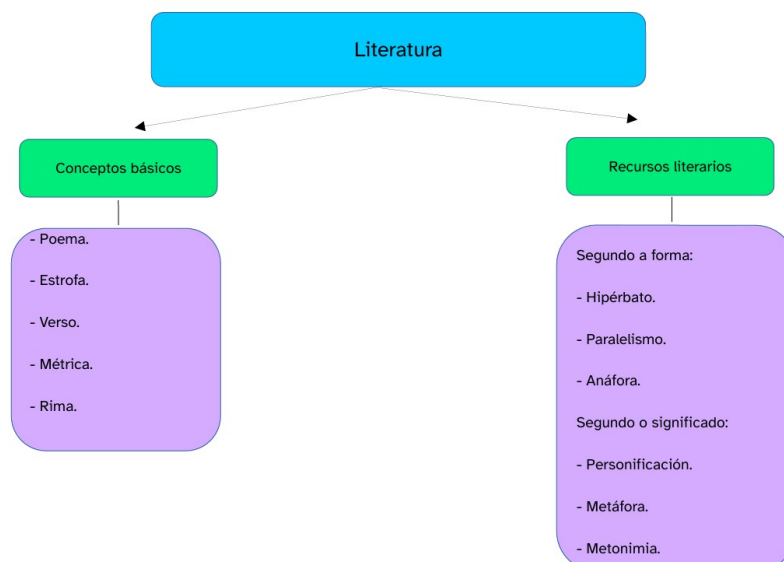 Literatura
Conceptos básicos
- Poema.
- Estrofa.
- Verso.
- Métrica.
- Rima.
Recursos literarios
Segundo a forma:
- Hipérbato.
- Paralelismo.
- Anáfora.
Segundo o significado:
- Personificación.
- Metáfora.
- Metonimia.